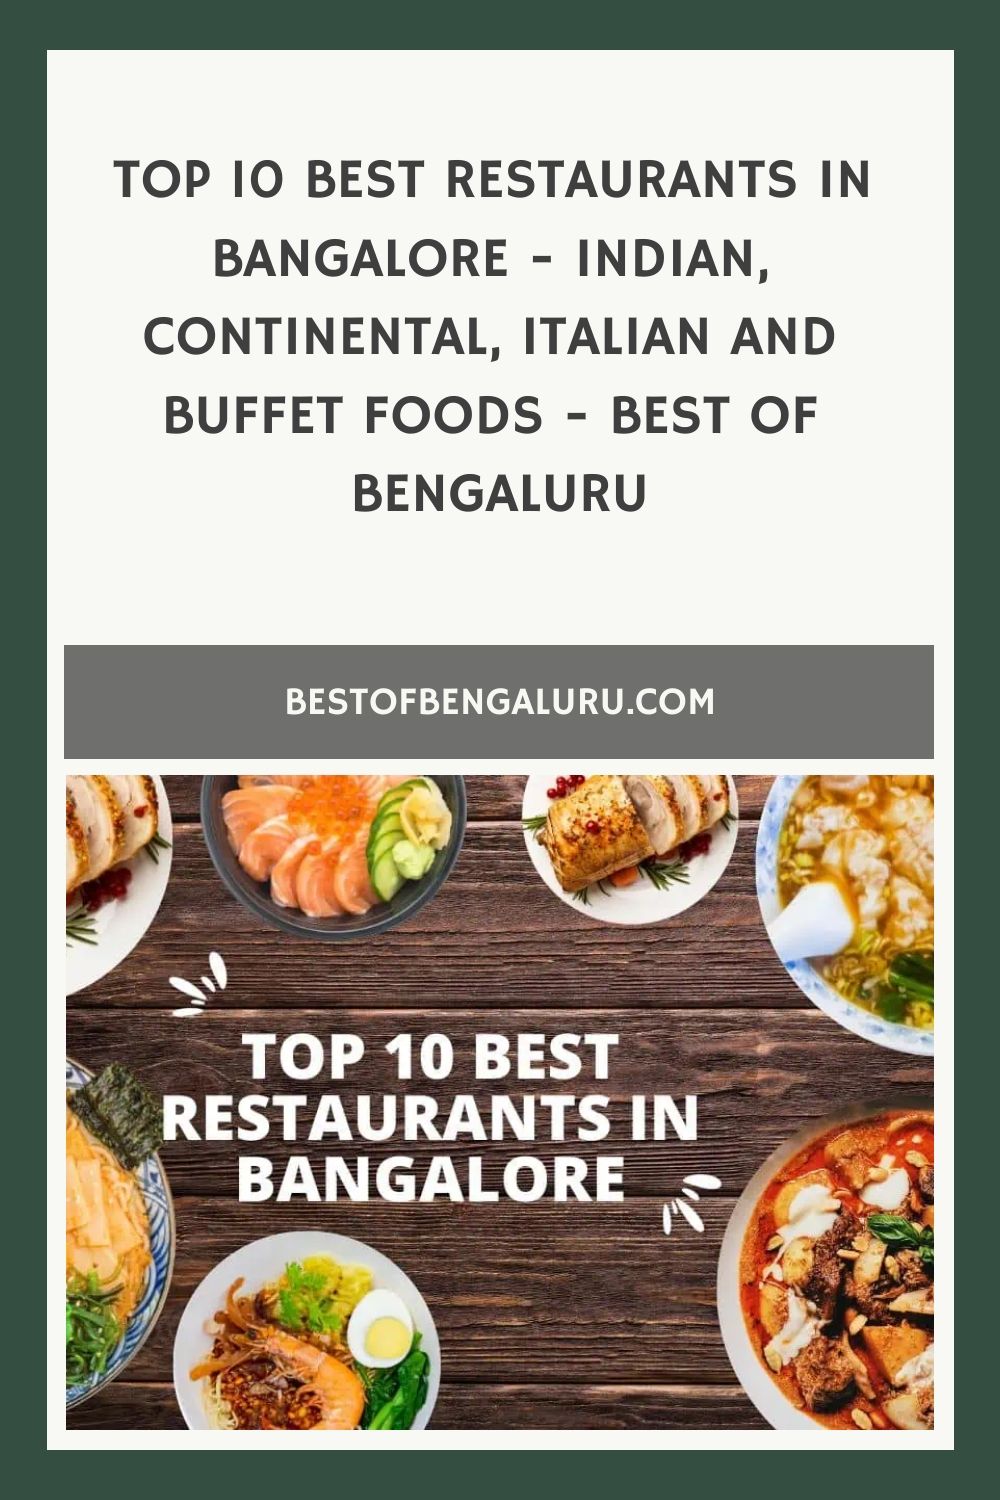 TOP 10 BEST RESTAURANTS IN
BANGALORE - INDIAN,
CONTINENTAL, ITALIAN AND
BUFFET FOODS - BEST OF
BENGALURU
BESTOFBENGALURU.COM
TOP 10 BEST
RESTAURANTS IN
BANGALORE